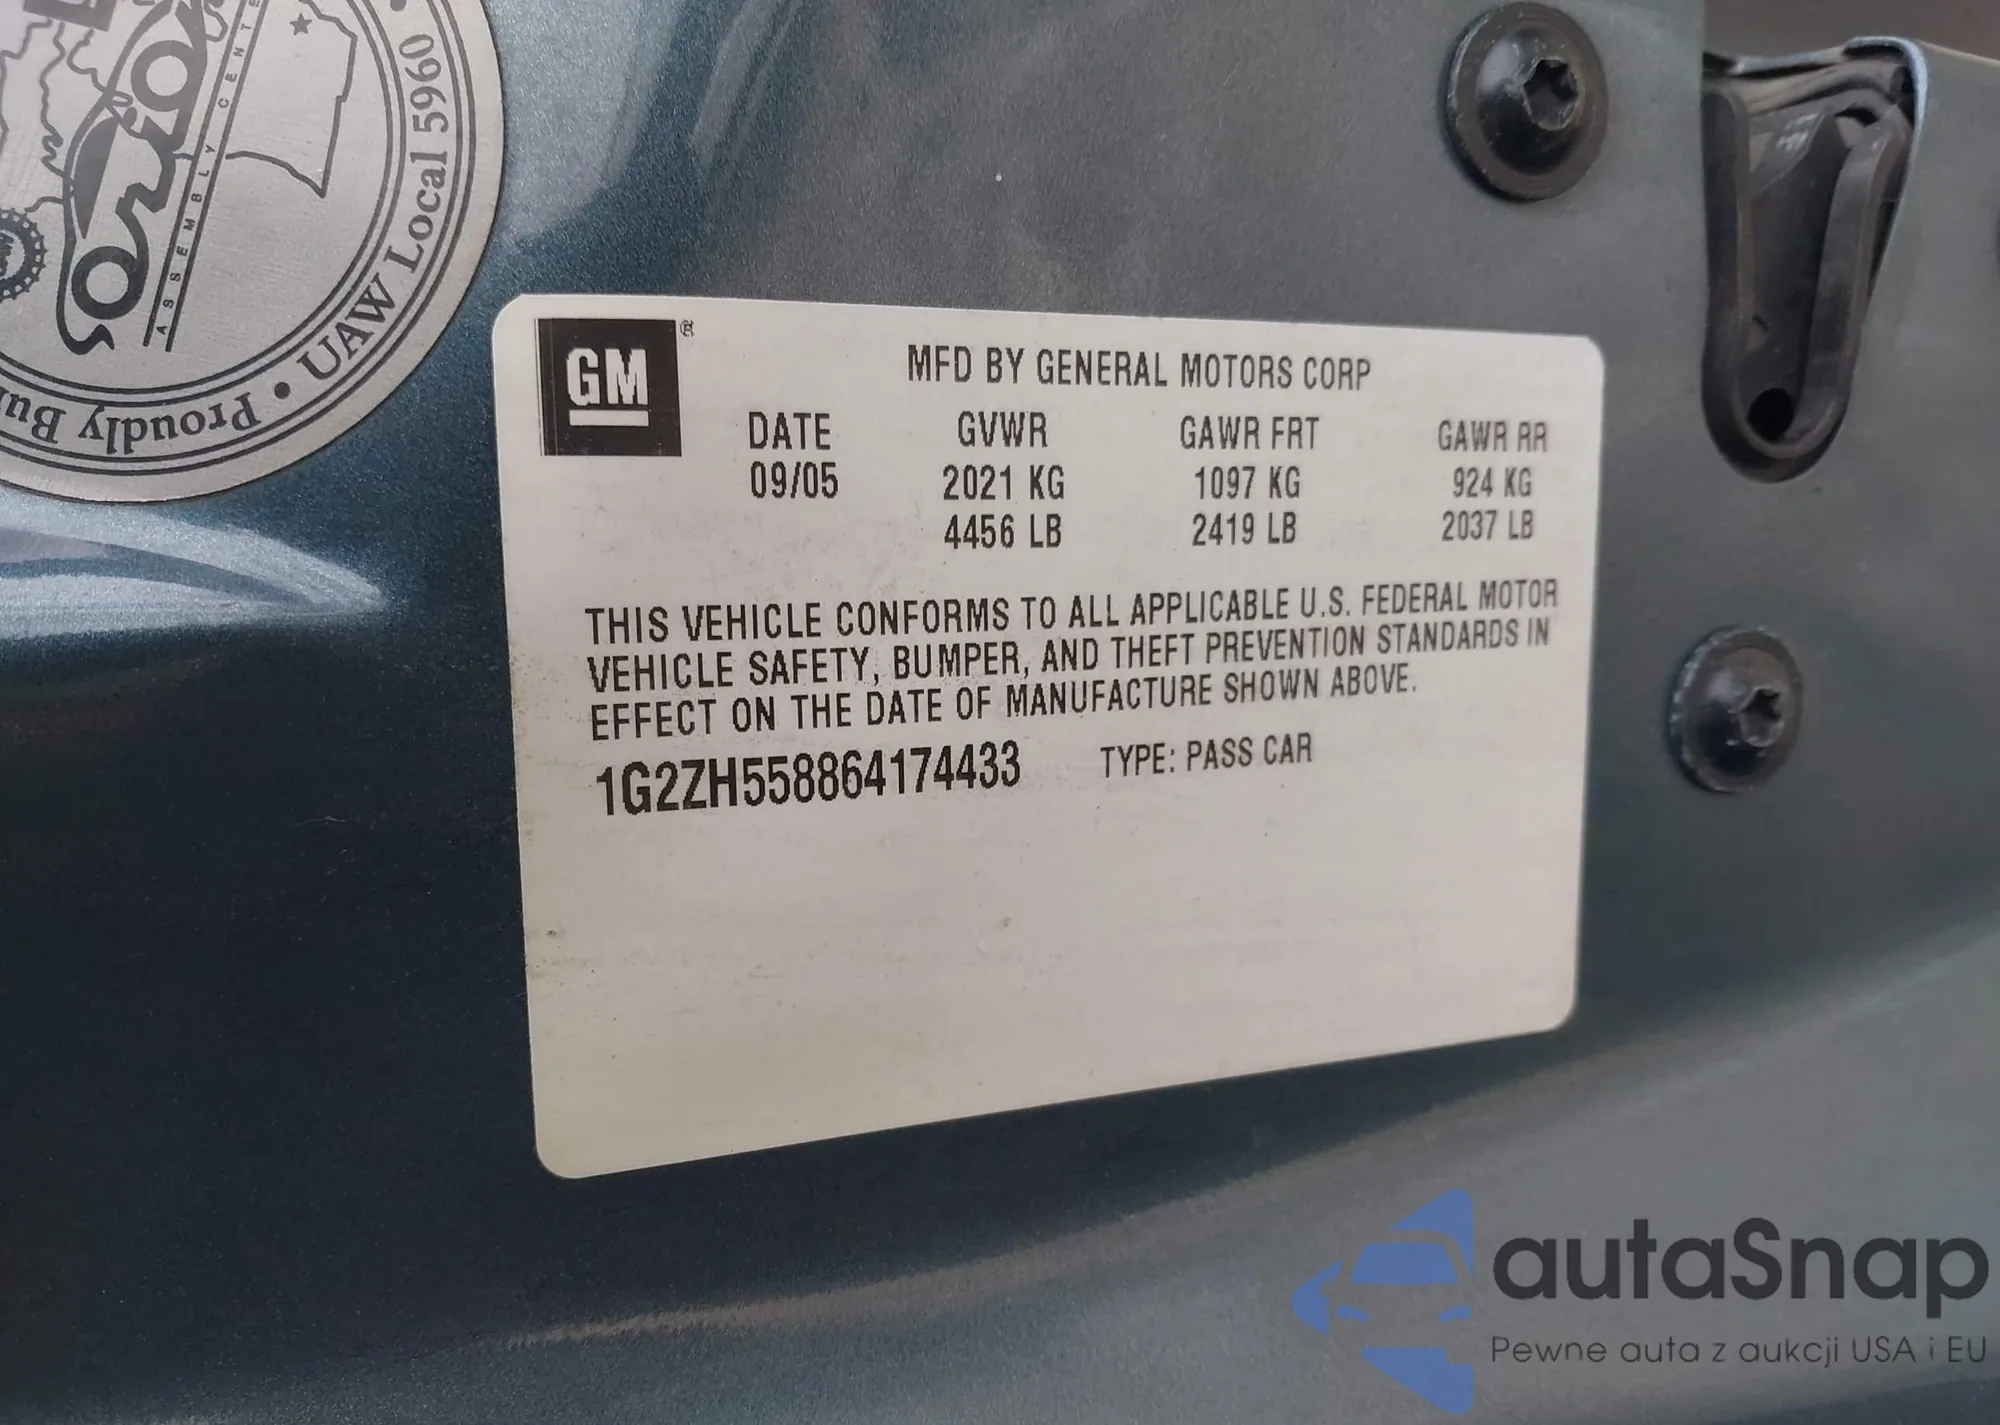 Orion
ASSEMBLY CENTE
Proudly Bu
• UAW Local 5960 •
UAW
GM®
MFD BY GENERAL MOTORS CORP
DATE GVWR GAWR FRT GAWR RR
09/05 2021 KG 1097 KG 924 KG
4456 LB 2419 LB 2037 LB
THIS VEHICLE CONFORMS TO ALL APPLICABLE U.S. FEDERAL MOTOR
VEHICLE SAFETY, BUMPER, AND THEFT PREVENTION STANDARDS IN
EFFECT ON THE DATE OF MANUFACTURE SHOWN ABOVE.
1G2ZH558864174433 TYPE: PASS CAR
autaSnap
Pewne auta z aukcji USA i EU